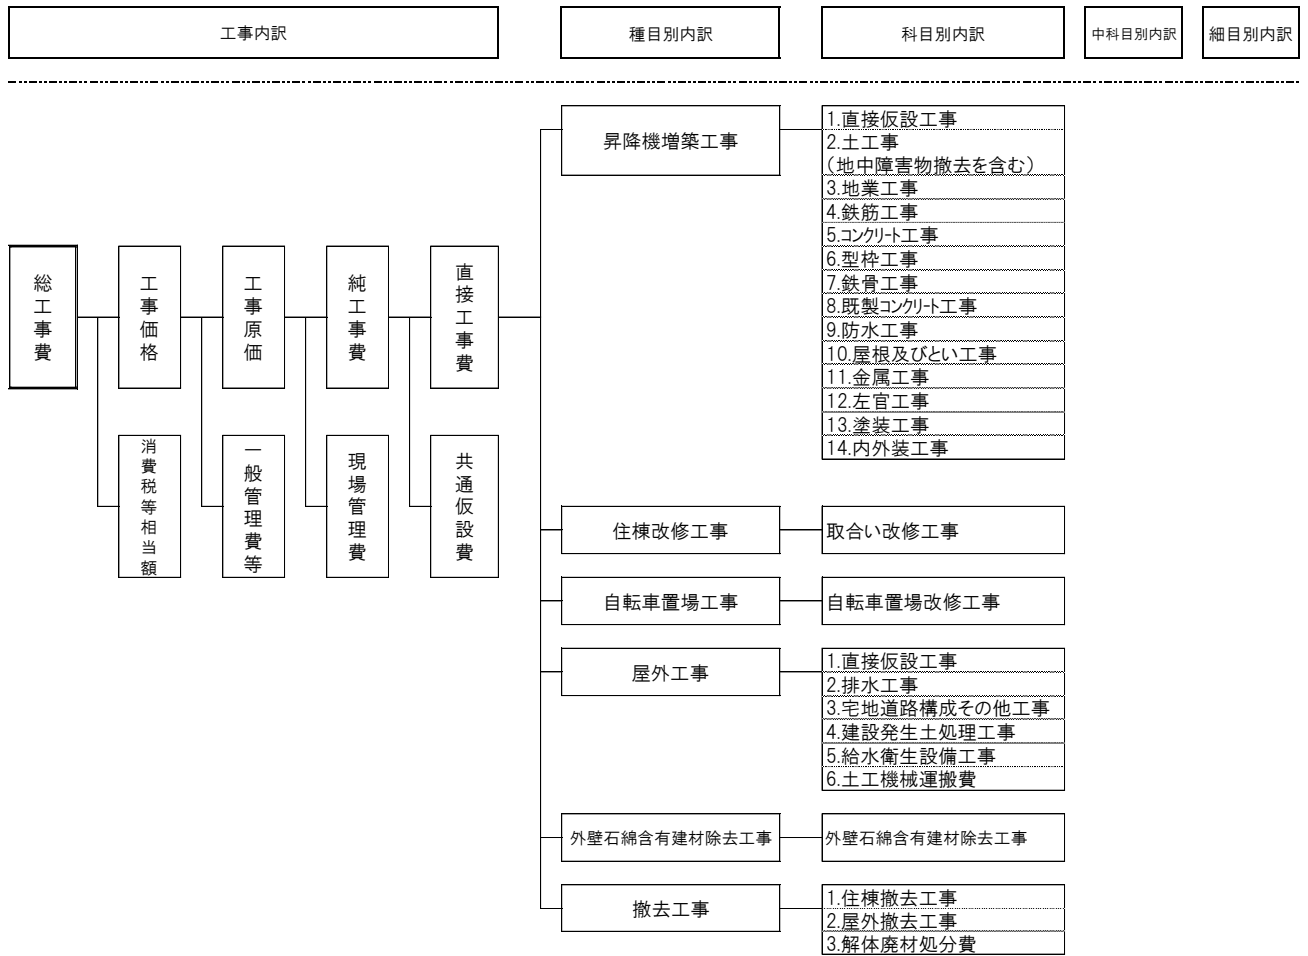 工事内訳
種目別内訳
科目別内訳
中科目別内訳
細目別内訳
総工事費
工事価格
工事原価
純工事費
直接工事費
消費税等相当額
一般管理費等
現場管理費
共通仮設費
昇降機増築工事
1.直接仮設工事
2.土工事
（地中障害物撤去を含む）
3.地業工事
4.鉄筋工事
5.コンクリート工事
6.型枠工事
7.鉄骨工事
8.既製コンクリート工事
9.防水工事
10.屋根及びとい工事
11.金属工事
12.左官工事
13.塗装工事
14.内外装工事
住棟改修工事
取合い改修工事
自転車置場工事
自転車置場改修工事
屋外工事
1.直接仮設工事
2.排水工事
3.宅地道路構成その他工事
4.建設発生土処理工事
5.給水衛生設備工事
6.土工機械運搬費
外壁石綿含有建材除去工事
外壁石綿含有建材除去工事
撤去工事
1.住棟撤去工事
2.屋外撤去工事
3.解体廃材処分費